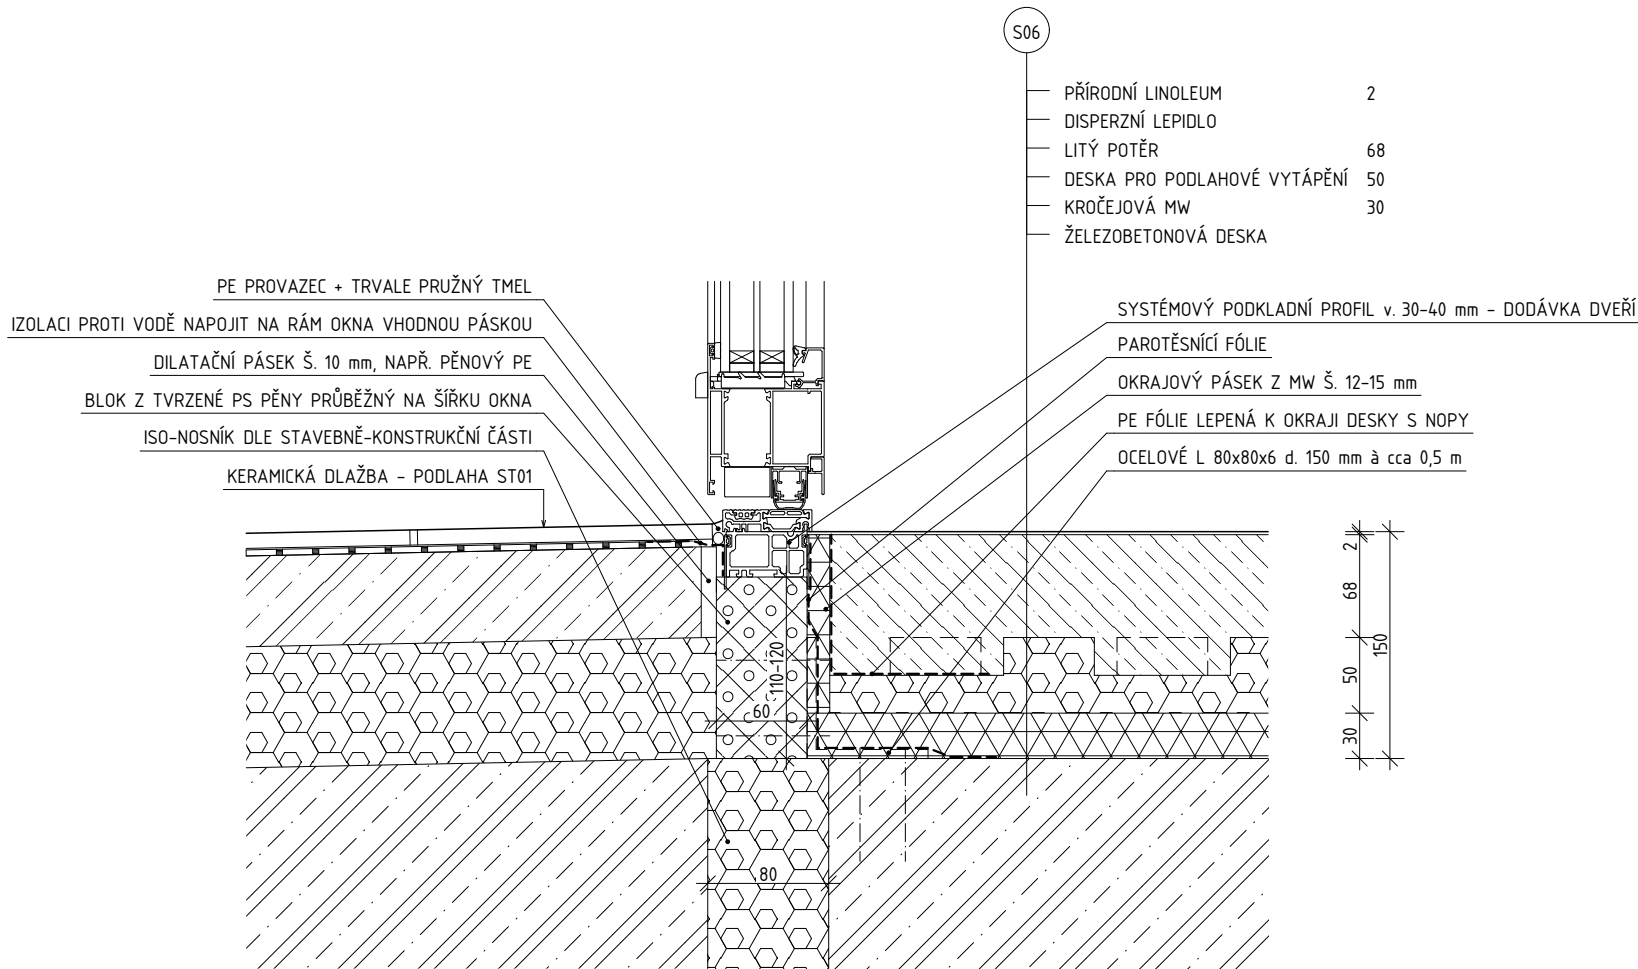 S06
PŘÍRODNÍ LINOLEUM 2
DISPERZNÍ LEPIDLO
LITÝ POTĚR 68
DESKA PRO PODLAHOVÉ VYTÁPĚNÍ 50
KROČEJOVÁ MW 30
ŽELEZOBETONOVÁ DESKA
PE PROVAZEC + TRVALE PRUŽNÝ TMEL
IZOLACI PROTI VODĚ NAPOJIT NA RÁM OKNA VHODNOU PÁSKOU
DILATAČNÍ PÁSEK Š. 10 mm, NAPŘ. PĚNOVÝ PE
BLOK Z TVRZENÉ PS PĚNY PRŮBĚŽNÝ NA ŠÍŘKU OKNA
ISO-NOSNÍK DLE STAVEBNĚ-KONSTRUKČNÍ ČÁSTI
KERAMICKÁ DLAŽBA - PODLAHA ST01
SYSTÉMOVÝ PODKLADNÍ PROFIL v. 30-40 mm - DODÁVKA DVEŘÍ
PAROTĚSNÍCÍ FÓLIE
OKRAJOVÝ PÁSEK Z MW Š. 12-15 mm
PE FÓLIE LEPENÁ K OKRAJI DESKY S NOPY
OCELOVÉ L 80x80x6 d. 150 mm à cca 0,5 m
110-120
60
80
2
68
50
30
150